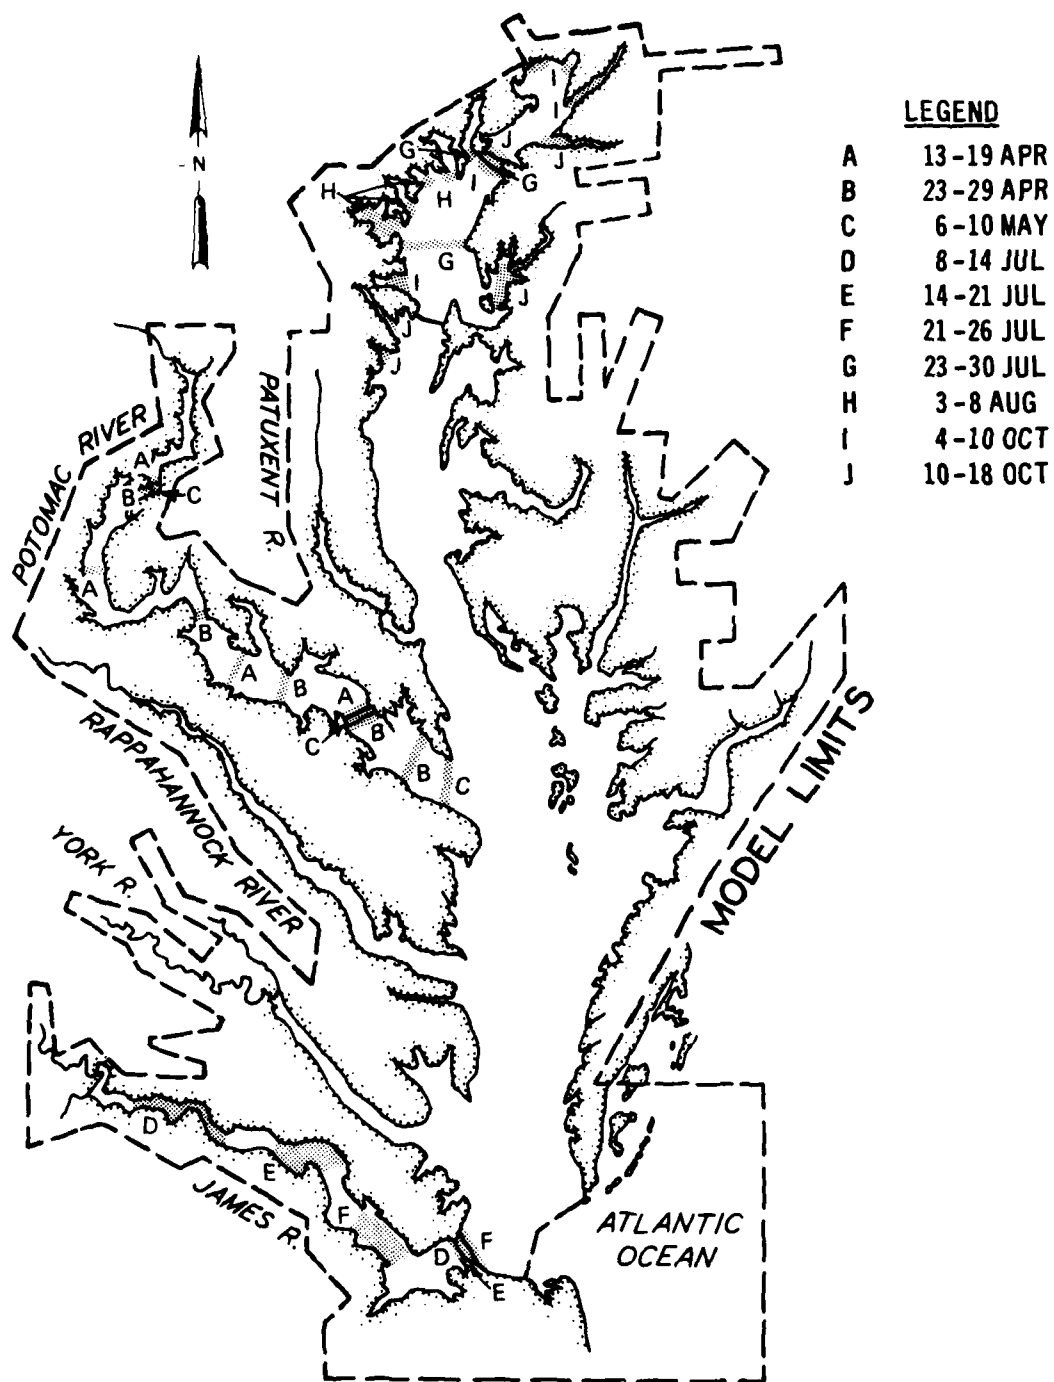 LEGEND
A 13-19 APR
B 23-29 APR
C 6-10 MAY
D 8-14 JUL
E 14-21 JUL
F 21-26 JUL
G 23-30 JUL
H 3-8 AUG
I 4-10 OCT
J 10-18 OCT
N
I
J
J
G
G
H
H
I
G
I
J
J
J
PATUXENT R.
POTOMAC RIVER
A
B
C
A
B
A
B
A
B
C
B
C
RAPPAHANNOCK RIVER
MODEL LIMITS
YORK R.
D
E
F
JAMES R.
D
F
E
ATLANTIC
OCEAN